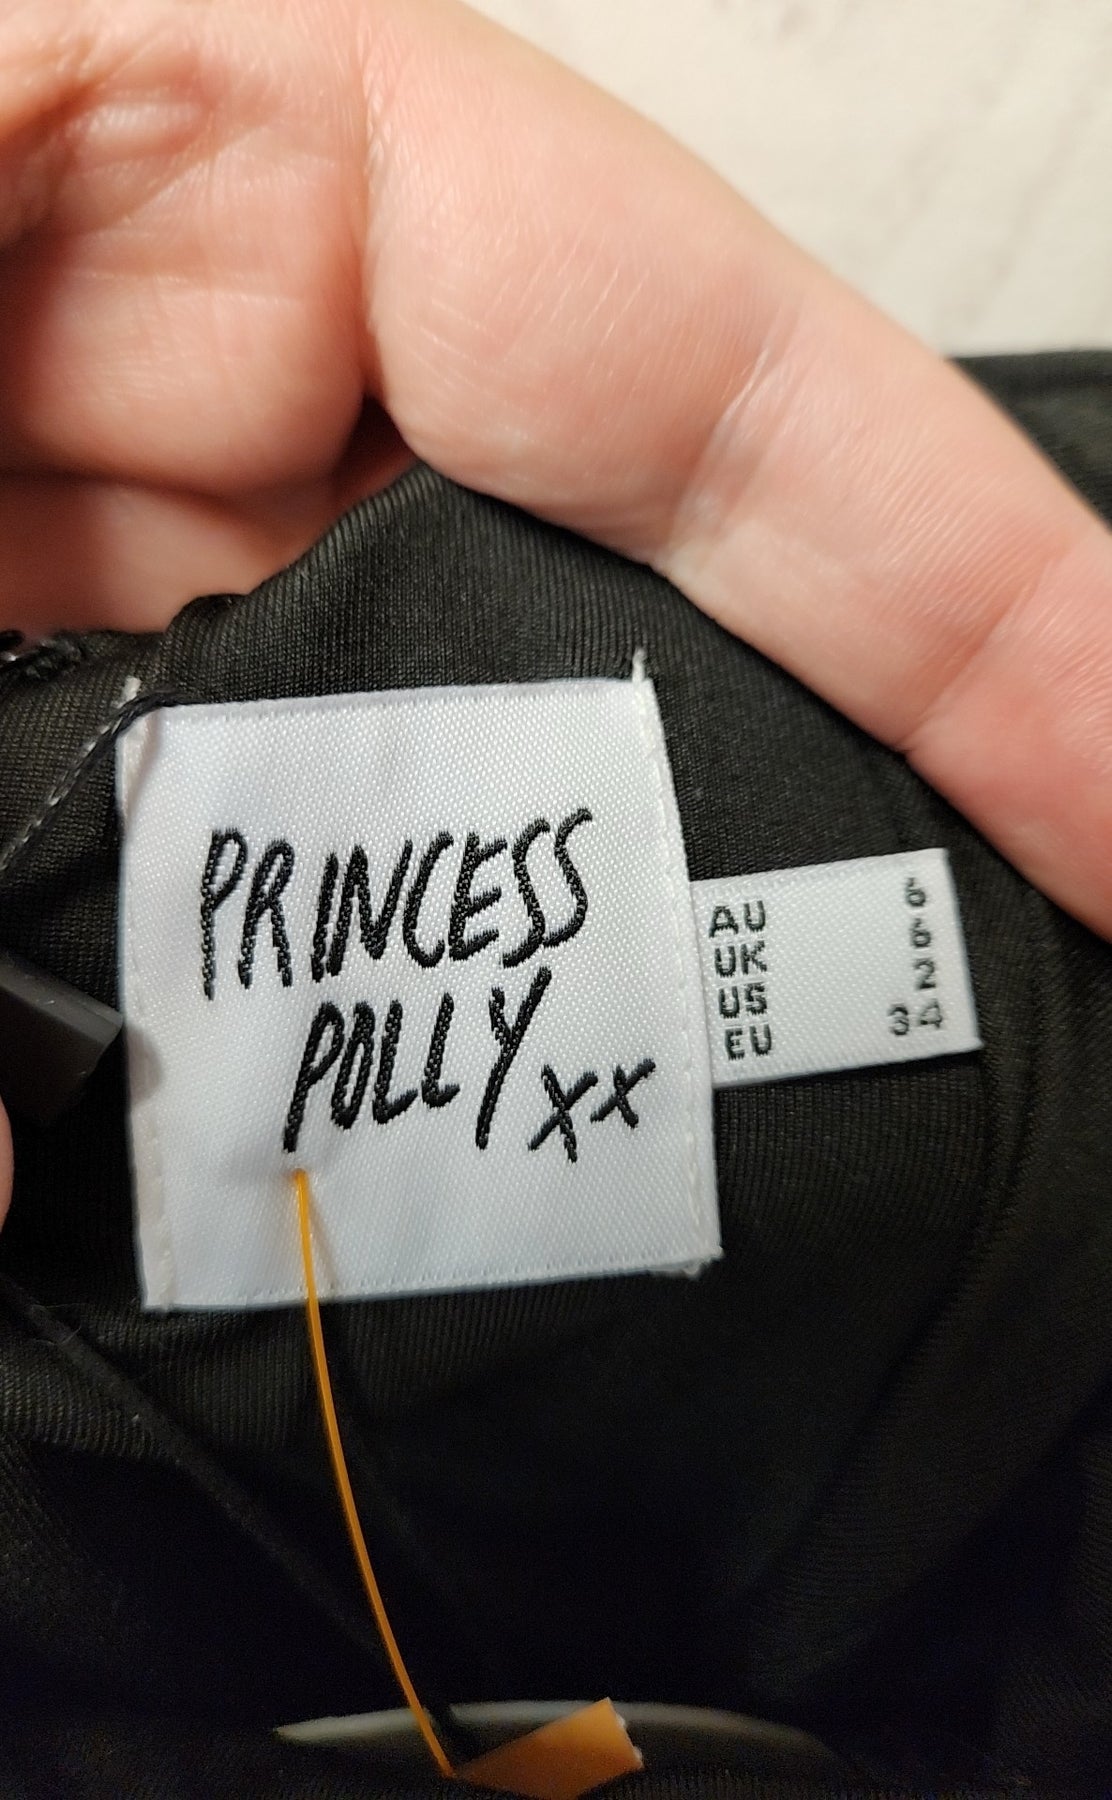 PRINCESS
POLLY xx
AU 6
UK 6
US 2
EU 34